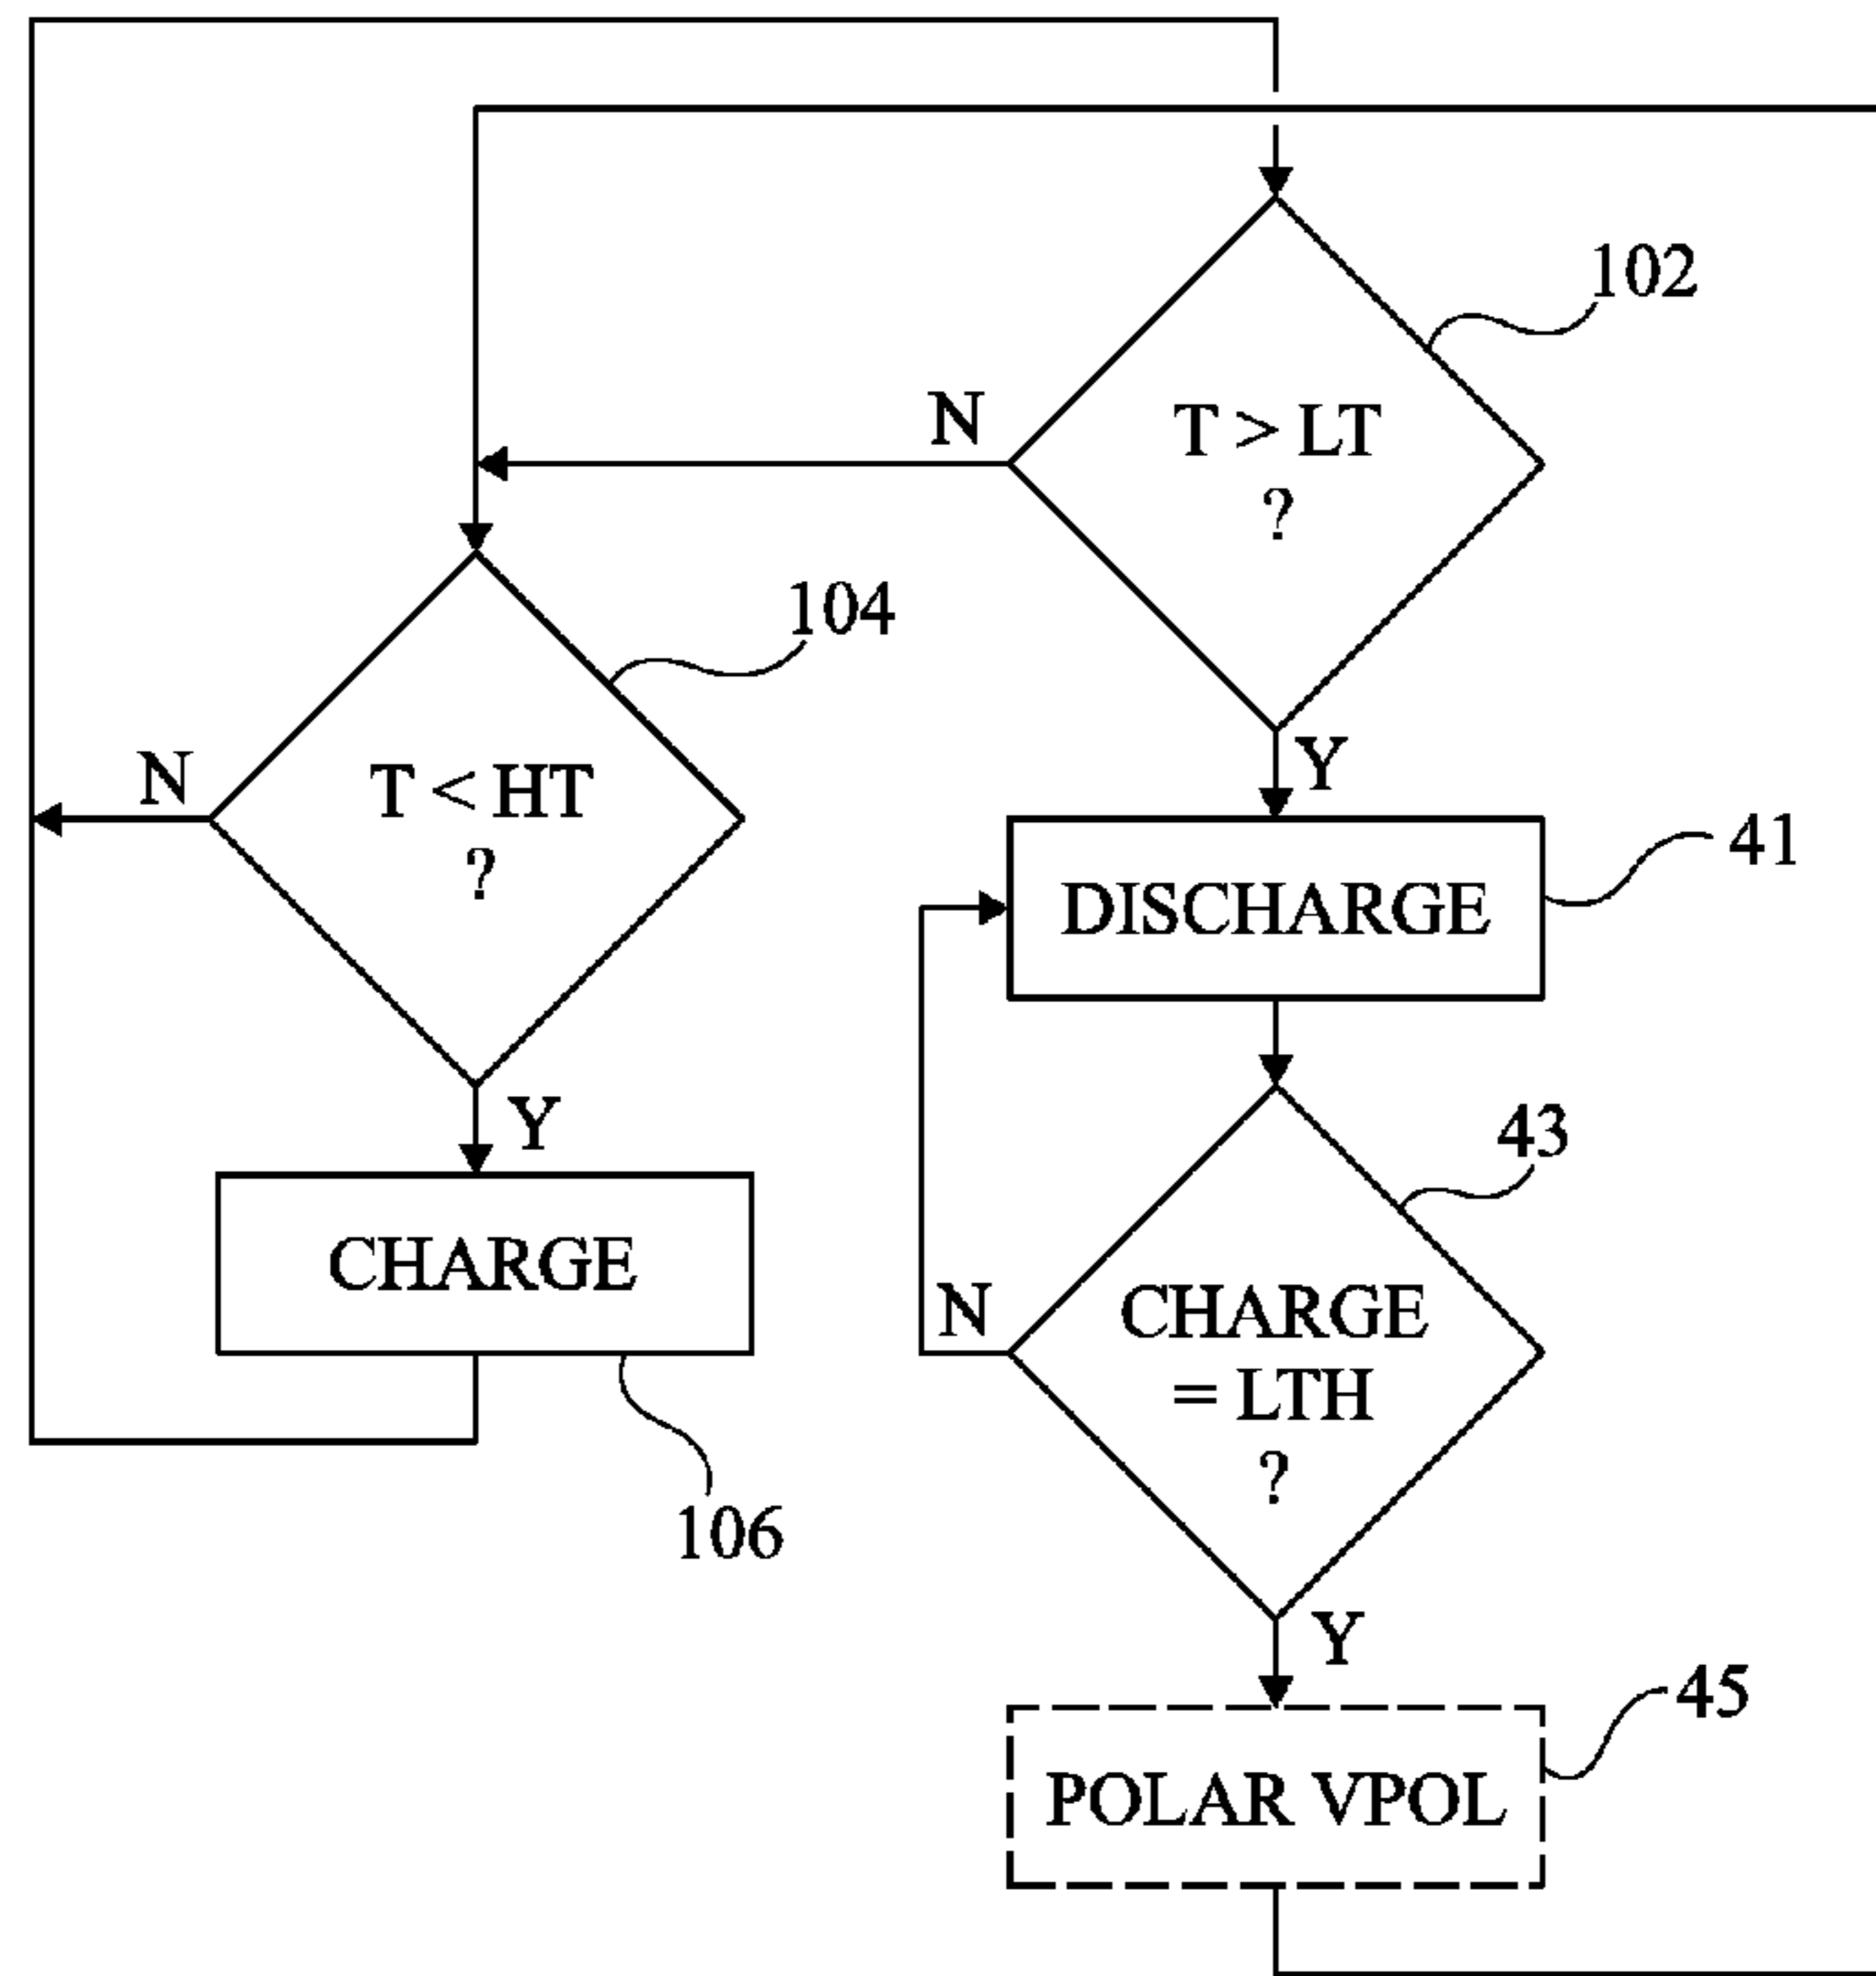 102
N
T > LT
?
104
Y
N
T < HT
?
41
DISCHARGE
Y
43
CHARGE
N
CHARGE
= LTH
?
106
Y
45
POLAR VPOL